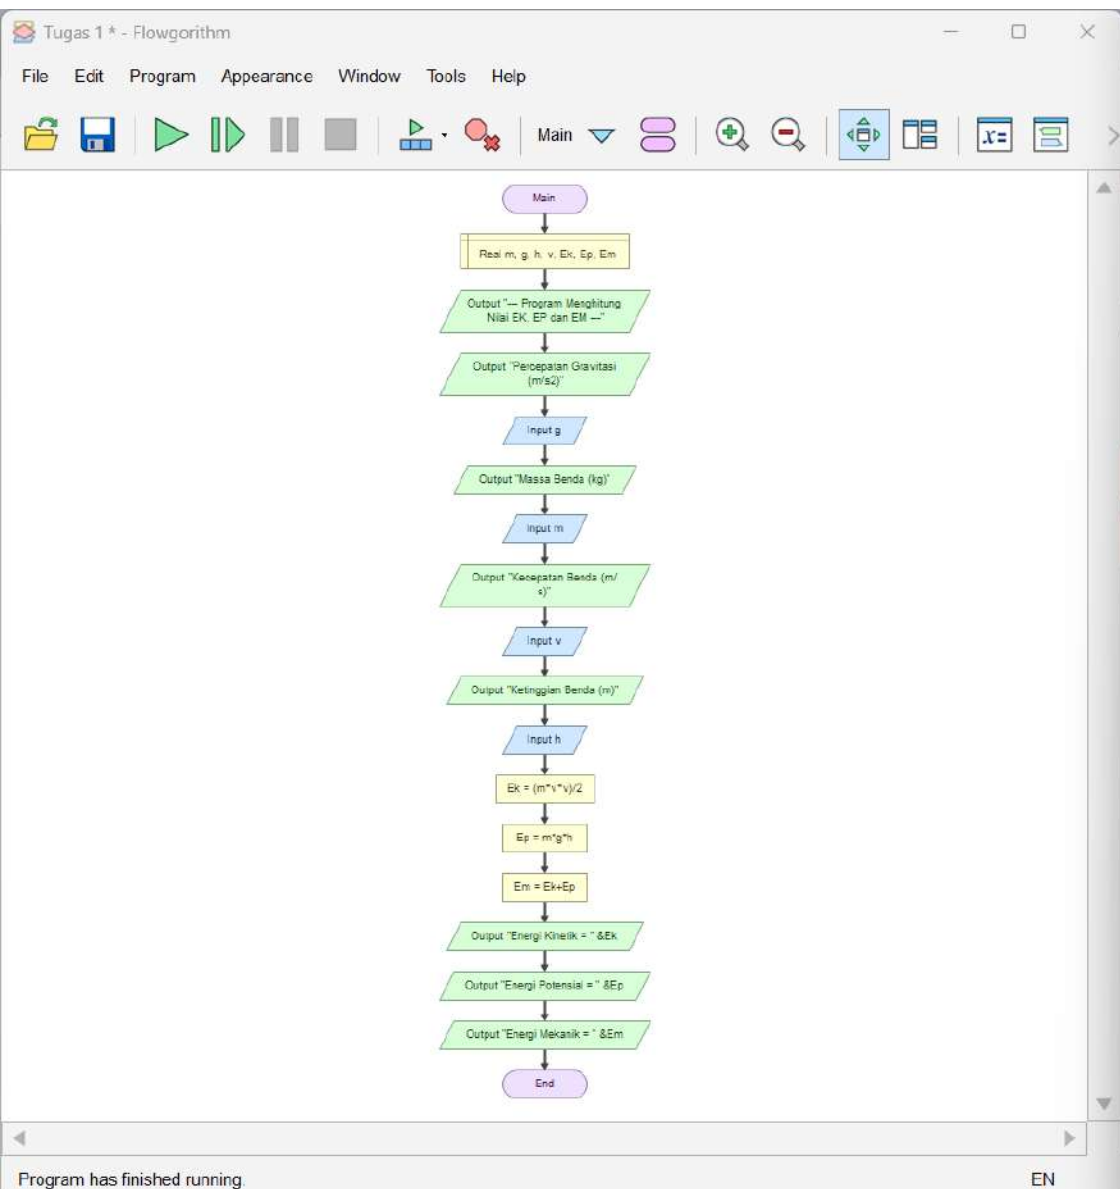 Tugas 1 * - Flowgorithm
File Edit Program Appearance Window Tools Help
Main
x=
Main
Real m, g, h, v, Ek, Ep, Em
Output "--- Program Menghitung
Nilai EK, EP dan EM ---"
Output "Percepatan Gravitasi
(m/s2)"
Input g
Output "Massa Benda (kg)"
Input m
Output "Kecepatan Benda (m/
s)"
Input v
Output "Ketinggian Benda (m)"
Input h
Ek = (m*v*v)/2
Ep = m*g*h
Em = Ek+Ep
Output "Energi Kinetik = " &Ek
Output "Energi Potensial = " &Ep
Output "Energi Mekanik = " &Em
End
Program has finished running.
EN